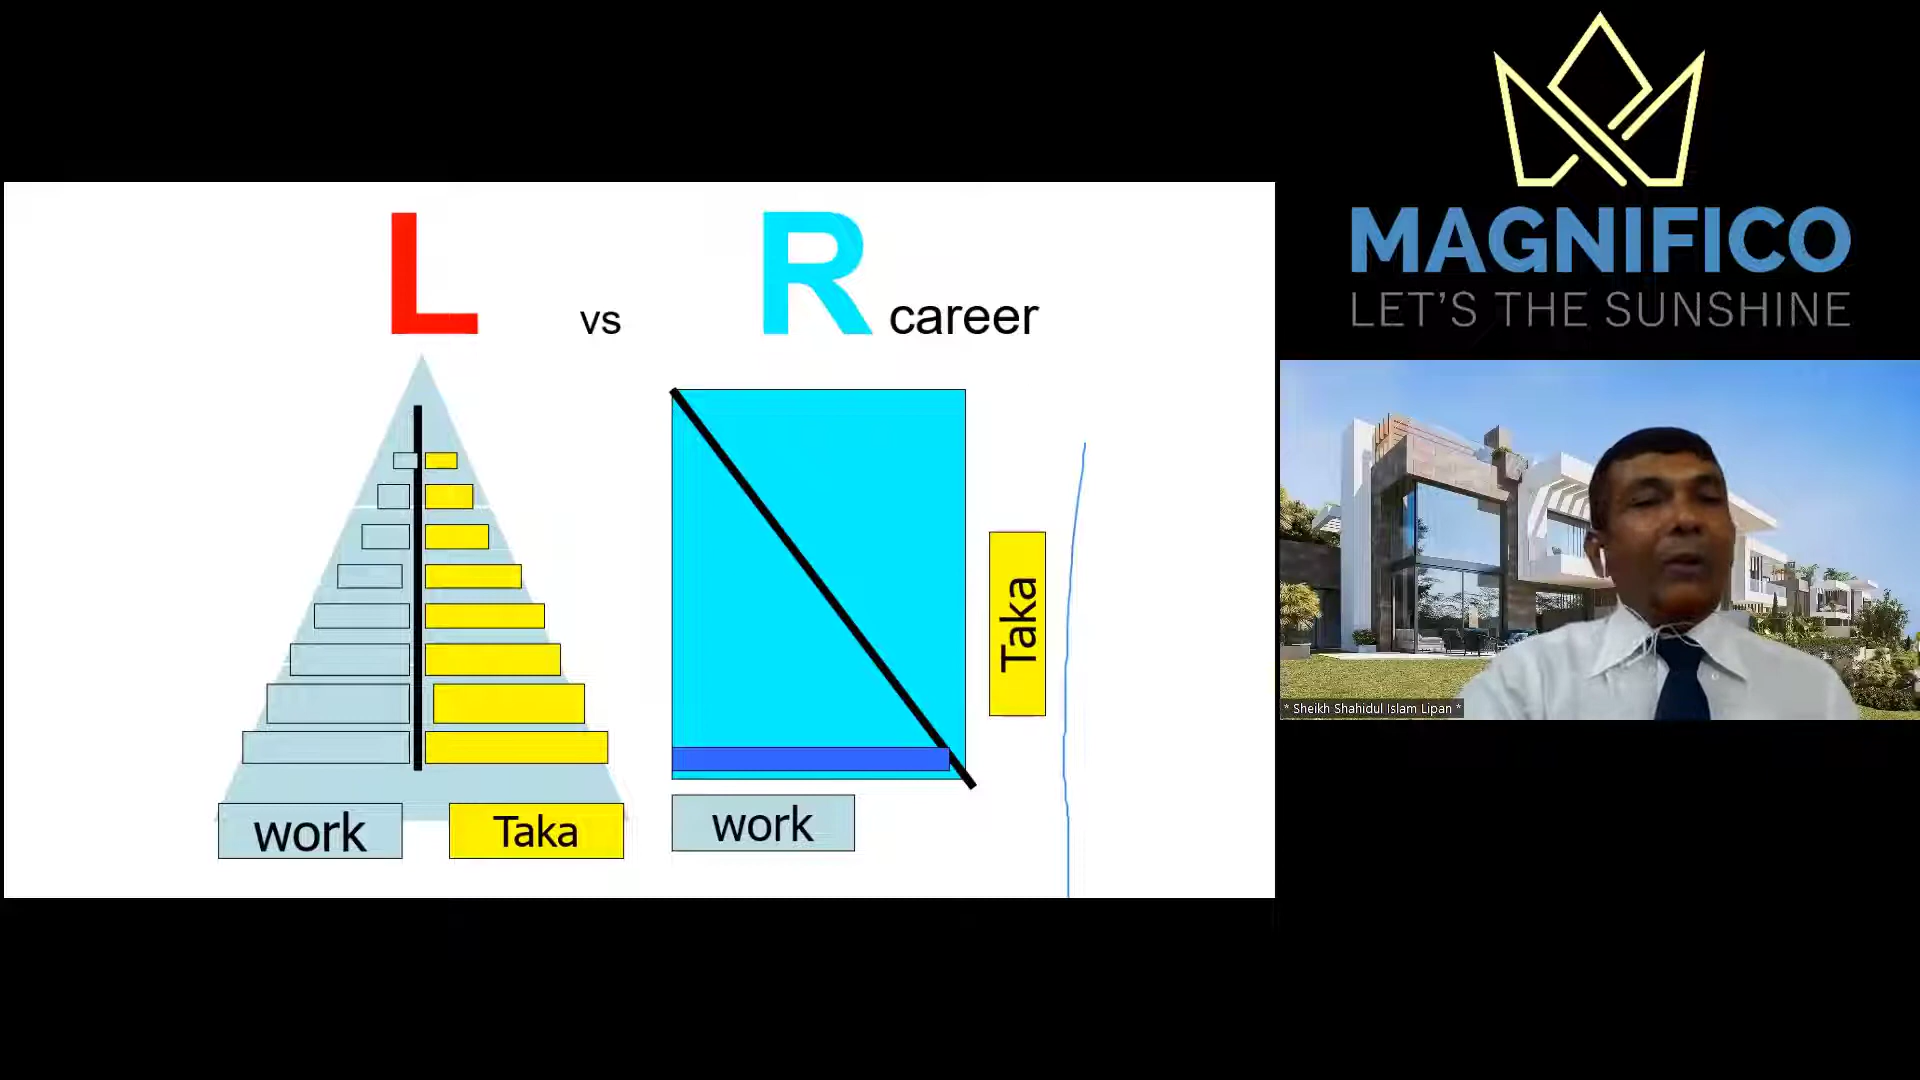 L vs R career
Taka
work Taka work
MAGNIFICO
LET'S THE SUNSHINE
* Sheikh Shahidul Islam Lipan *